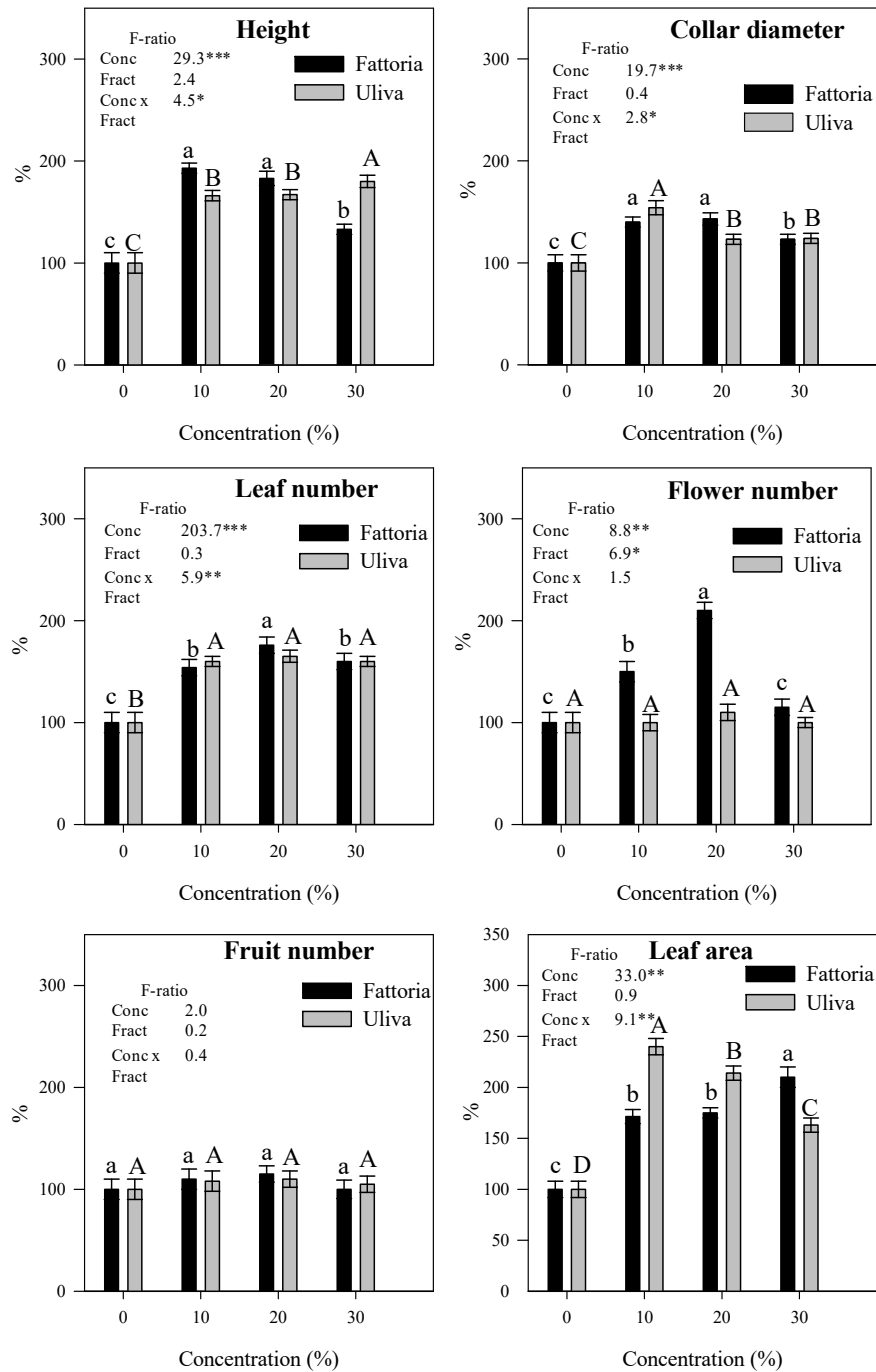 Height
F-ratio
Conc 29.3***
Fract 2.4
Conc x 4.5*
Fract
Fattoria
Uliva
300
200
100
0
%
a
B
a
B
A
b
c C
0 10 20 30
Concentration (%)
Collar diameter
F-ratio
Conc 19.7***
Fract 0.4
Conc x 2.8*
Fract
Fattoria
Uliva
300
200
100
0
%
c C
a A
a B
b B
0 10 20 30
Concentration (%)
Leaf number
F-ratio
Conc 203.7***
Fract 0.3
Conc x 5.9**
Fract
Fattoria
Uliva
300
200
100
0
%
c B
b A
a A
b A
0 10 20 30
Concentration (%)
Flower number
F-ratio
Conc 8.8**
Fract 6.9*
Conc x 1.5
Fract
Fattoria
Uliva
300
200
100
0
%
c A
b A
a A
c A
0 10 20 30
Concentration (%)
Fruit number
F-ratio
Conc 2.0
Fract 0.2
Conc x 0.4
Fract
Fattoria
Uliva
300
200
100
0
%
a A
a A
a A
a A
0 10 20 30
Concentration (%)
Leaf area
F-ratio
Conc 33.0**
Fract 0.9
Conc x 9.1**
Fract
Fattoria
Uliva
350
300
250
200
150
100
50
0
%
c D
b A
b B
a C
0 10 20 30
Concentration (%)